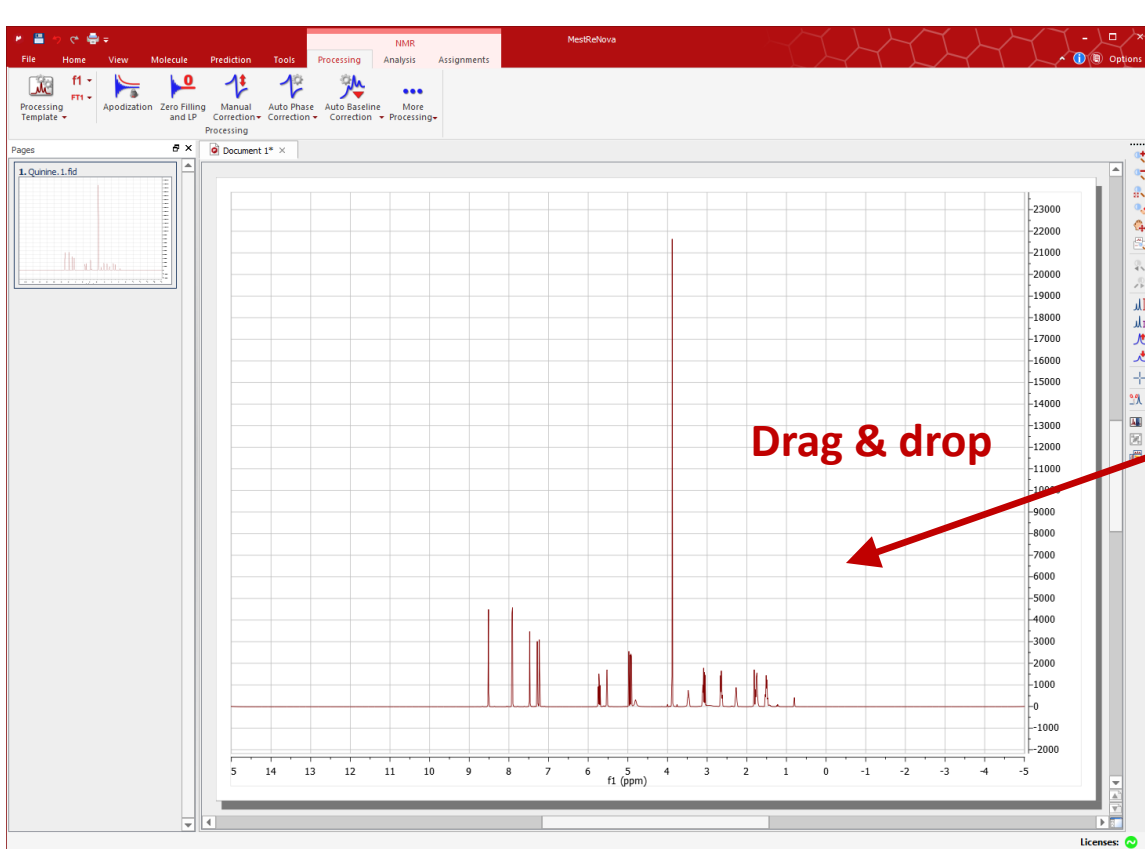 MestReNova
NMR
File Home View Molecule Prediction Tools Processing Analysis Assignments
Options
Processing Template
f1
FT1
Apodization
Zero Filling and LP
Manual Correction
Auto Phase Correction
Auto Baseline Correction
More Processing
Processing
Pages
Document 1*
1. Quinine.1.fid
23000
22000
21000
20000
19000
18000
17000
16000
15000
14000
13000
12000
11000
10000
9000
8000
7000
6000
5000
4000
3000
2000
1000
0
-1000
-2000
Drag & drop
5 14 13 12 11 10 9 8 7 6 5 4 3 2 1 0 -1 -2 -3 -4 -5
f1 (ppm)
Licenses: